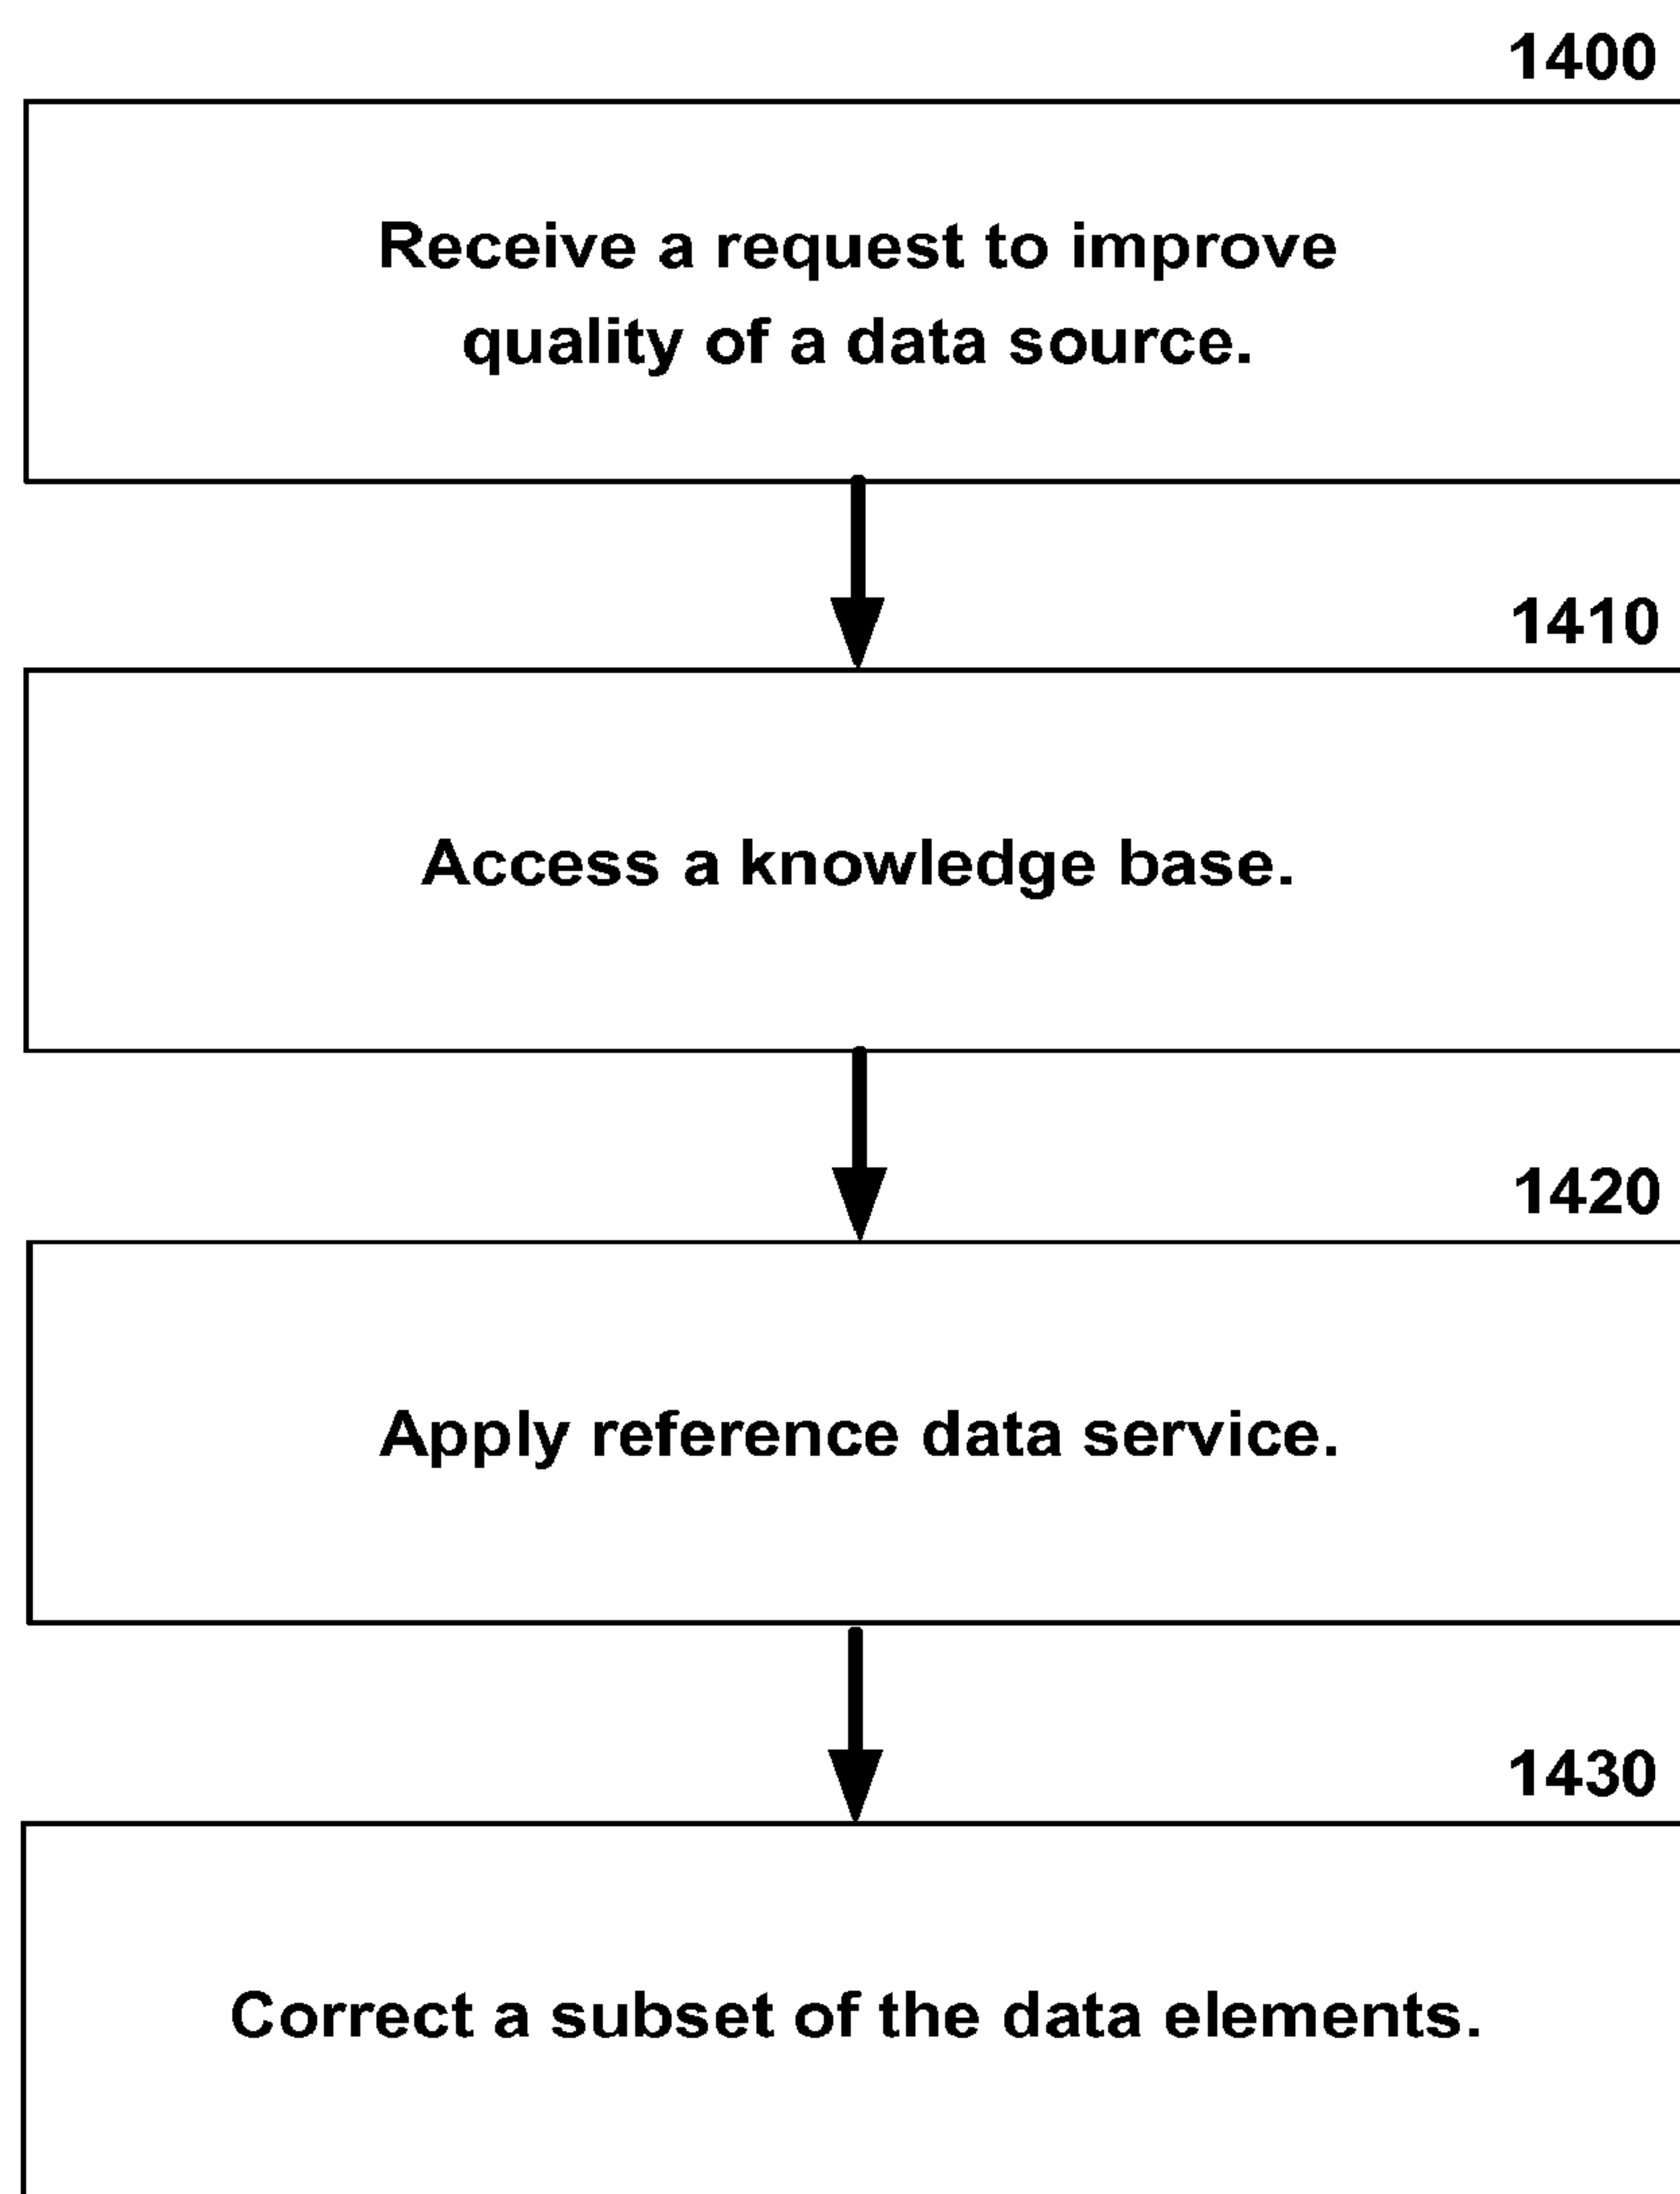 1400
Receive a request to improve
quality of a data source.
1410
Access a knowledge base.
1420
Apply reference data service.
1430
Correct a subset of the data elements.